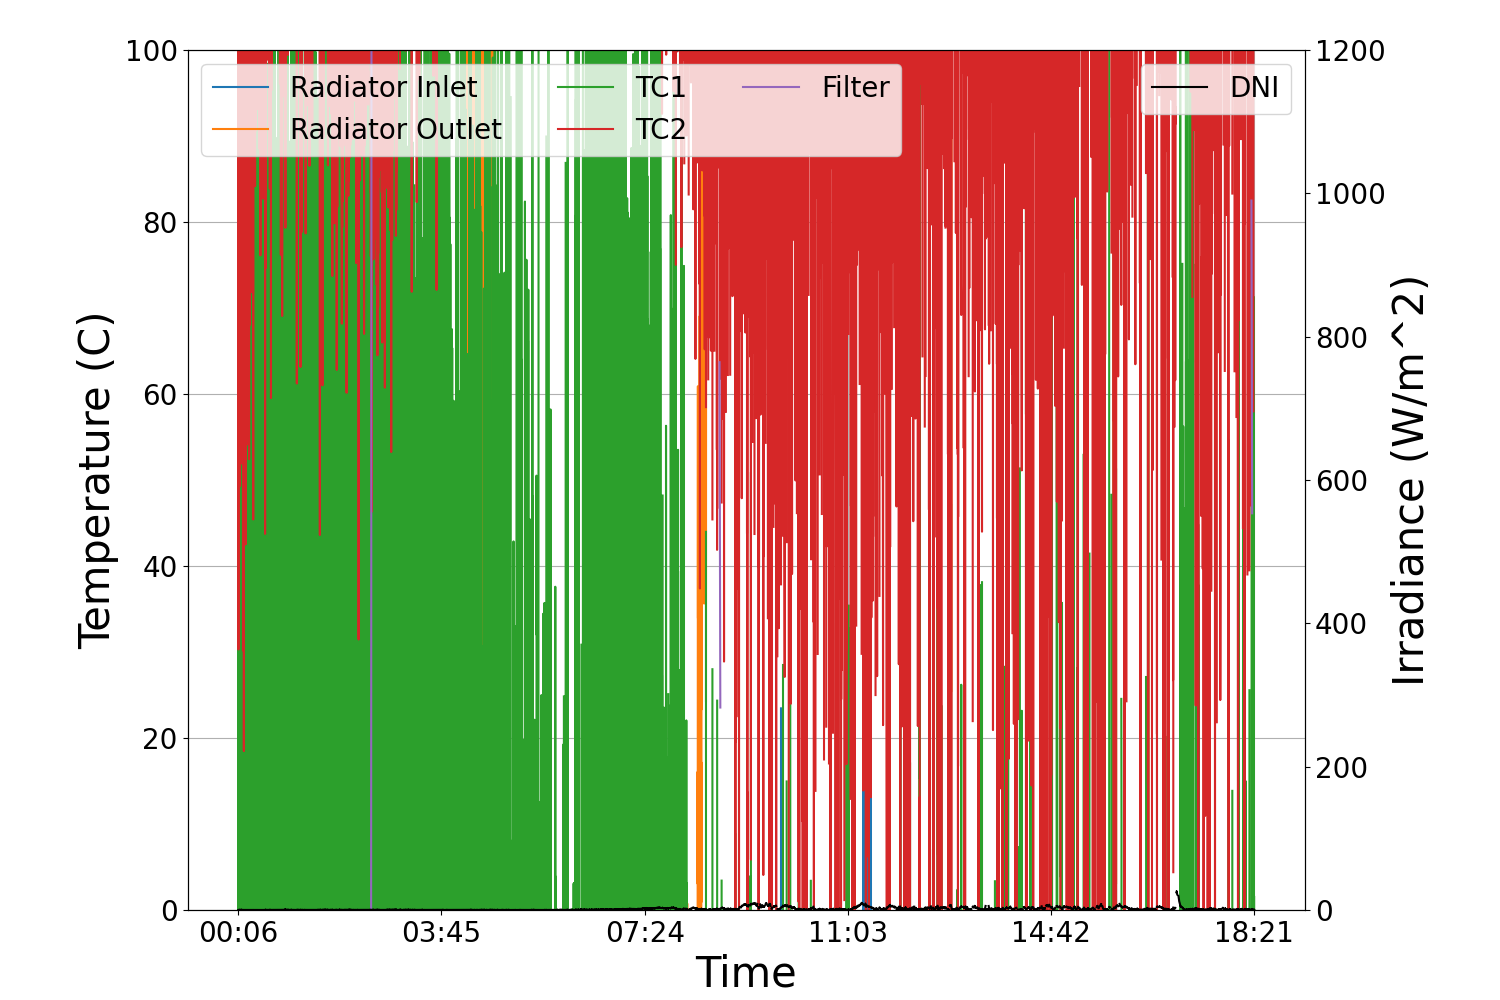 100
80
60
40
20
0
Temperature (C)
Radiator Inlet
Radiator Outlet
TC1
TC2
Filter
DNI
1200
1000
800
600
400
200
0
Irradiance (W/m^2)
00:06 03:45 07:24 11:03 14:42 18:21
Time